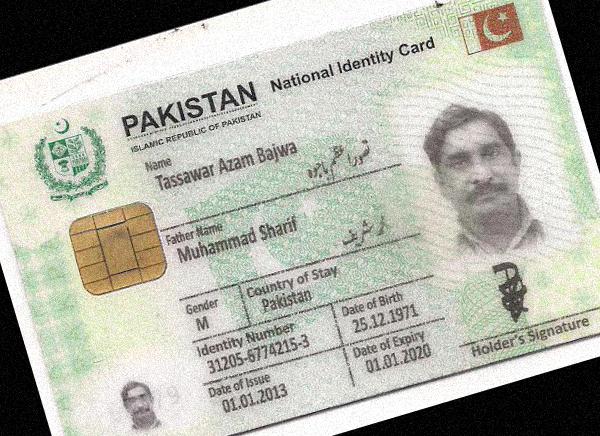 PAKISTAN National Identity Card
ISLAMIC REPUBLIC OF PAKISTAN
Name
Tassawar Azam Bajwa
تصور اعظم باجوہ
Father Name
Muhammad Sharif
محمد شریف
Gender
M
Country of Stay
Pakistan
Identity Number
31205-6774215-3
Date of Birth
25.12.1971
Date of Issue
01.01.2013
Date of Expiry
01.01.2020
Holder's Signature